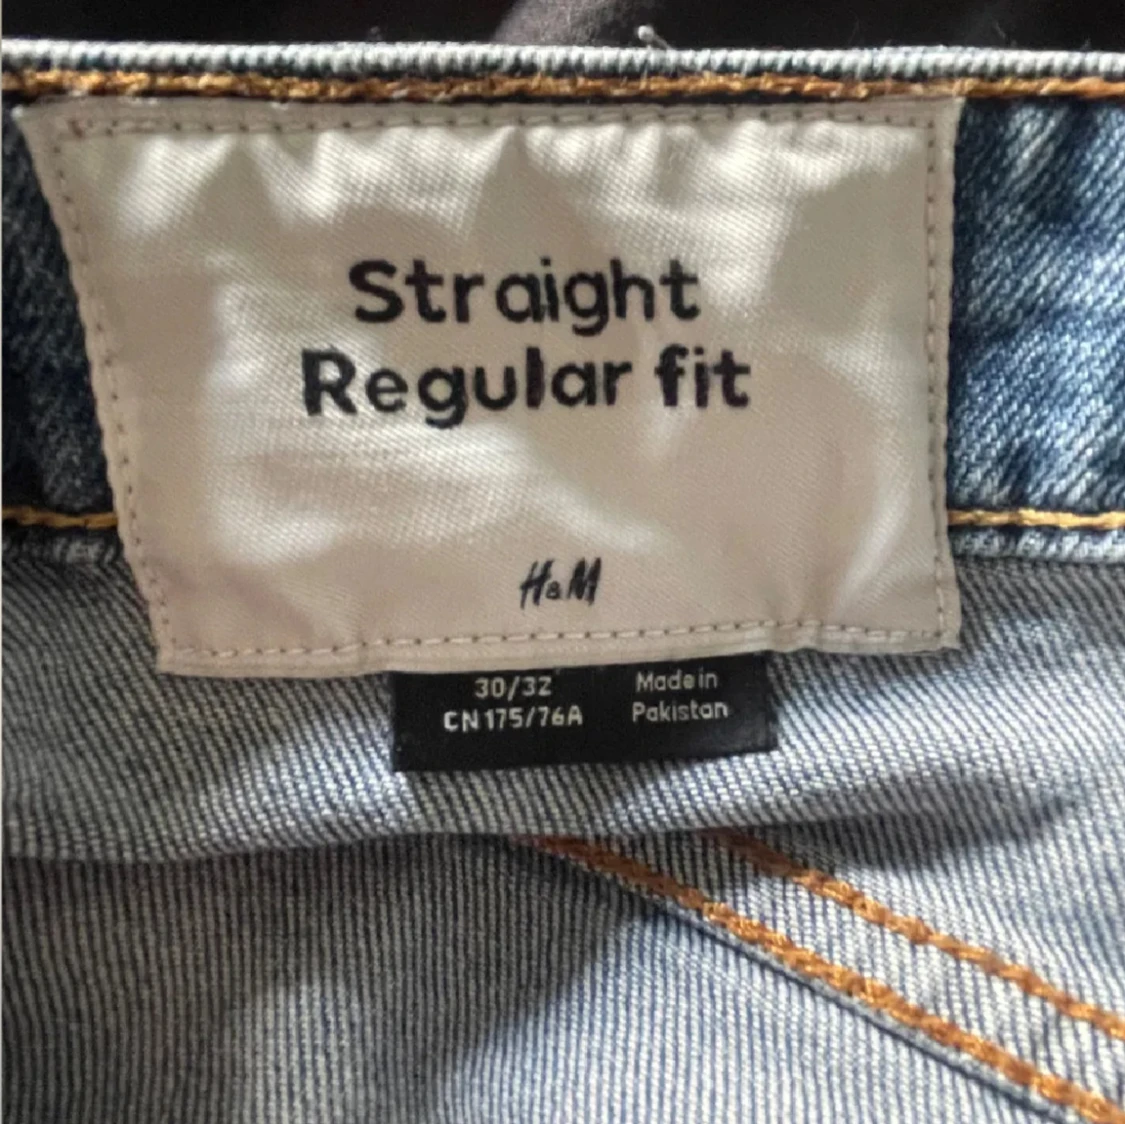 Straight
Regular fit
H&M
30/32
CN 175/76A
Made in
Pakistan